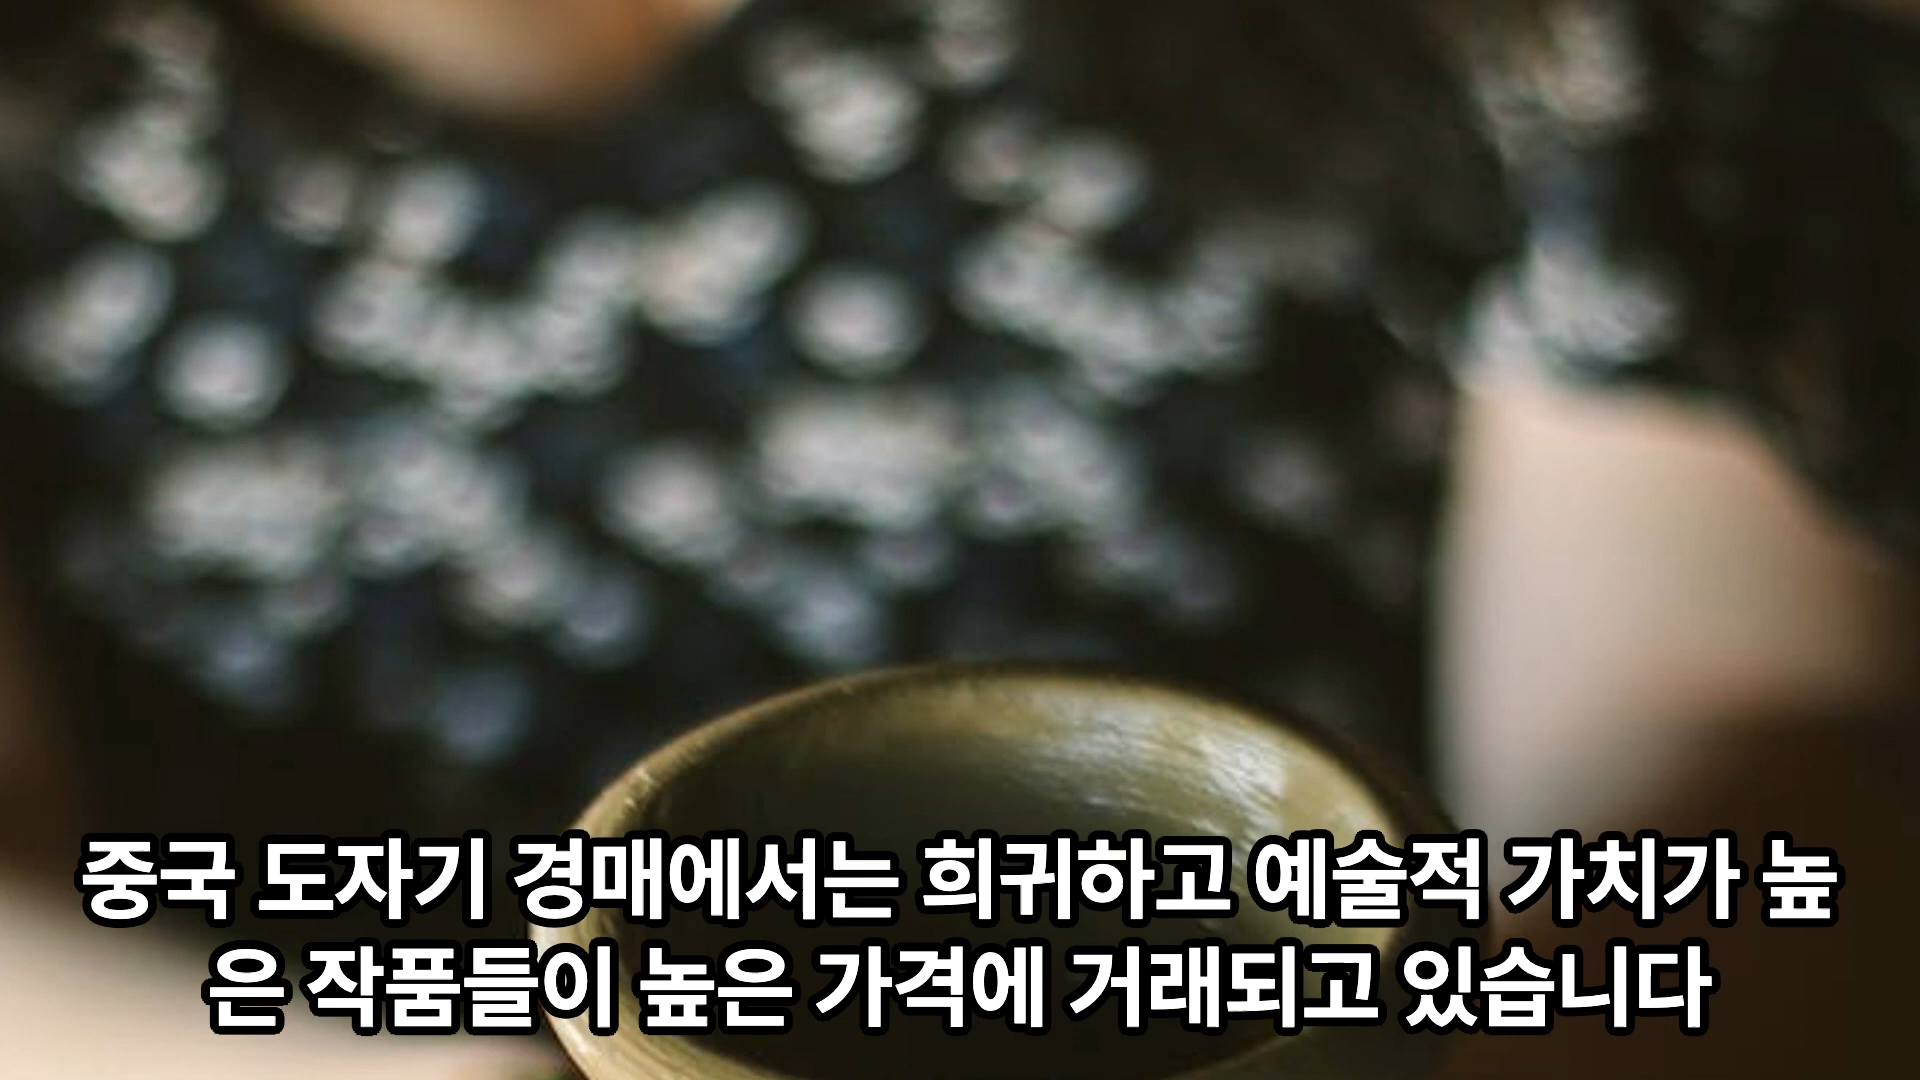 중국 도자기 경매에서는 희귀하고 예술적 가치가 높
은 작품들이 높은 가격에 거래되고 있습니다